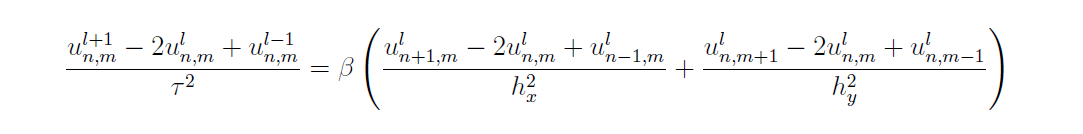 \frac{u_{n,m}^{l+1} - 2u_{n,m}^{l} + u_{n,m}^{l-1}}{\tau^2} = \beta \left( \frac{u_{n+1,m}^{l} - 2u_{n,m}^{l} + u_{n-1,m}^{l}}{h_x^2} + \frac{u_{n,m+1}^{l} - 2u_{n,m}^{l} + u_{n,m-1}^{l}}{h_y^2} \right)